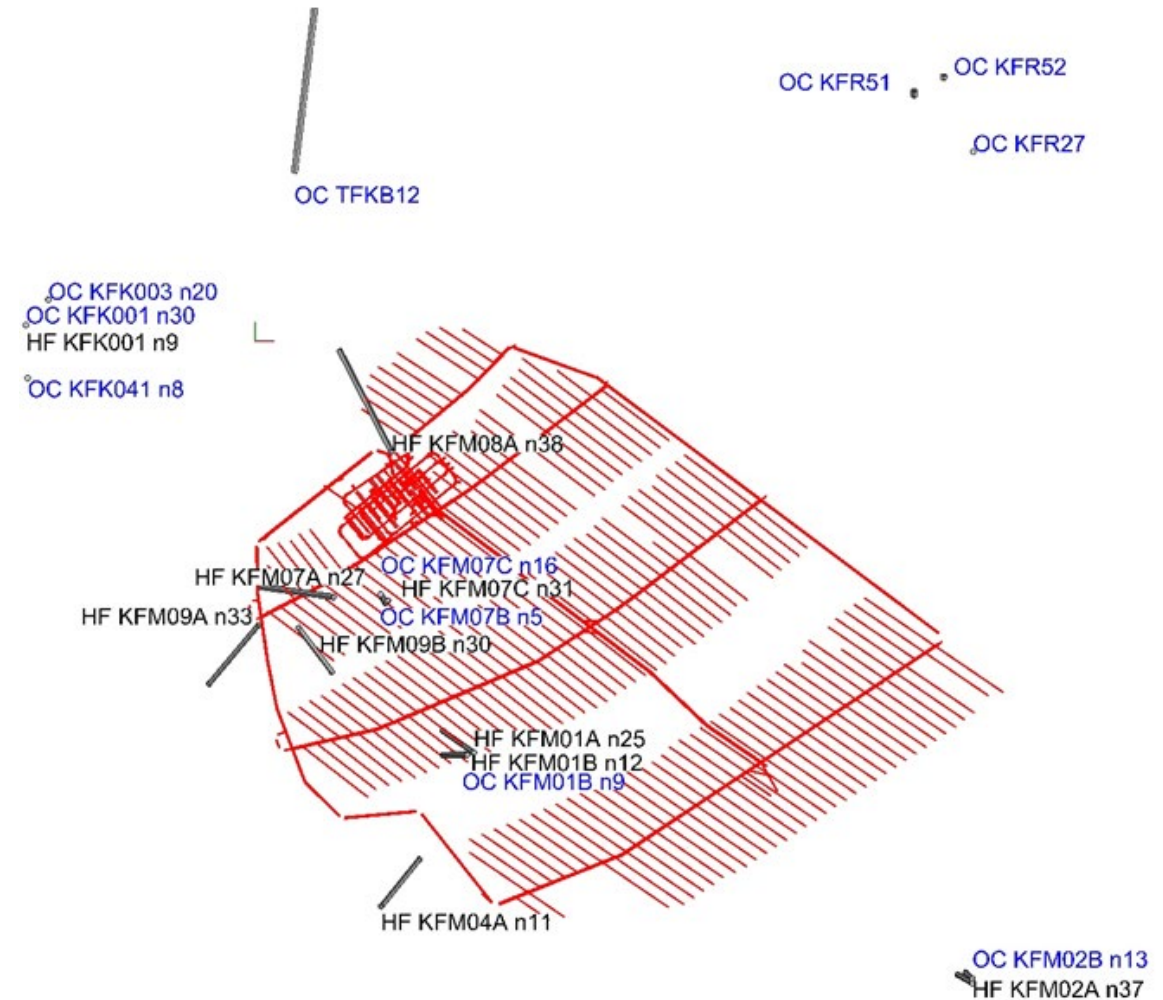 OC KFR52
OC KFR51
OC KFR27
OC TFKB12
OC KFK003 n20
OC KFK001 n30
HF KFK001 n9
OC KFK041 n8
HF KFM08A n38
OC KFM07C n16
HF KFM07A n27
HF KFM07C n31
HF KFM09A n33
OC KFM07B n5
HF KFM09B n30
HF KFM01A n25
HF KFM01B n12
OC KFM01B n9
HF KFM04A n11
OC KFM02B n13
HF KFM02A n37